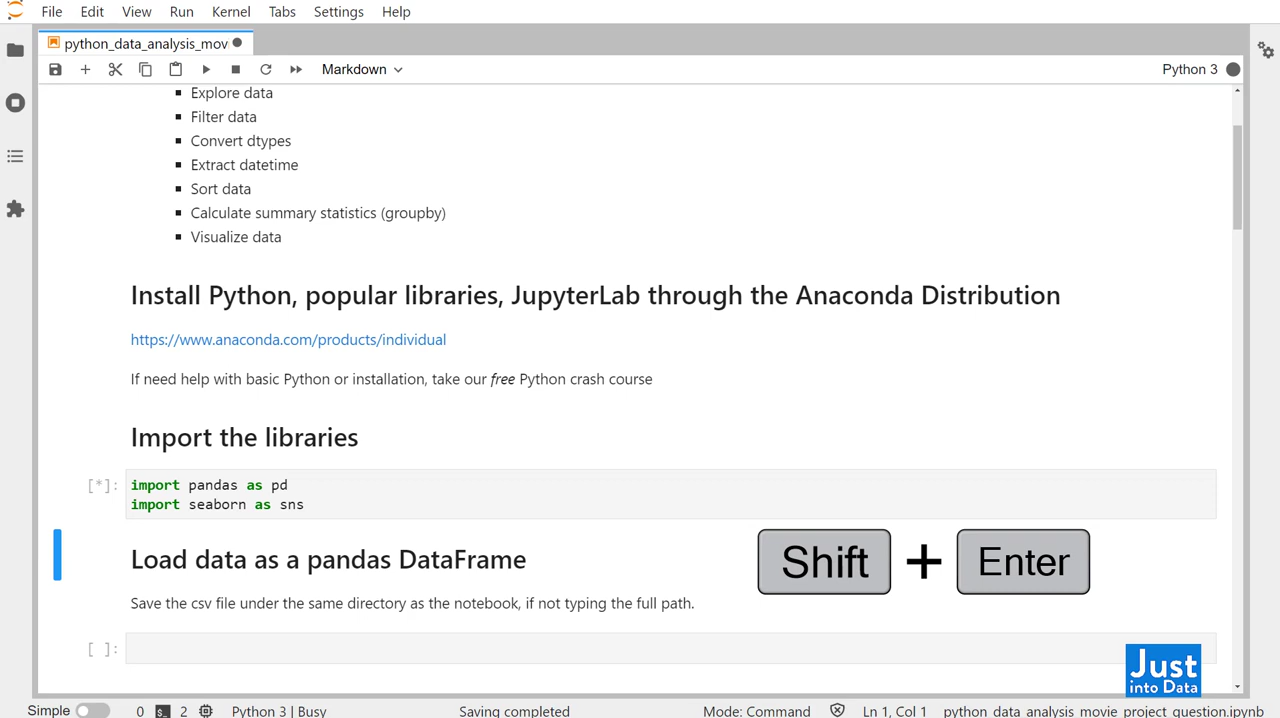 File Edit View Run Kernel Tabs Settings Help
python_data_analysis_mov
Markdown
Python 3
Explore data
Filter data
Convert dtypes
Extract datetime
Sort data
Calculate summary statistics (groupby)
Visualize data
Install Python, popular libraries, JupyterLab through the Anaconda Distribution
https://www.anaconda.com/products/individual
If need help with basic Python or installation, take our free Python crash course
Import the libraries
[*]: import pandas as pd
import seaborn as sns
Load data as a pandas DataFrame
Shift + Enter
Save the csv file under the same directory as the notebook, if not typing the full path.
[ ]:
Just
into Data
Simple 0 $_ 2 Python 3 | Busy Saving completed Mode: Command Ln 1, Col 1 python_data_analysis_movie_project_question.ipynb